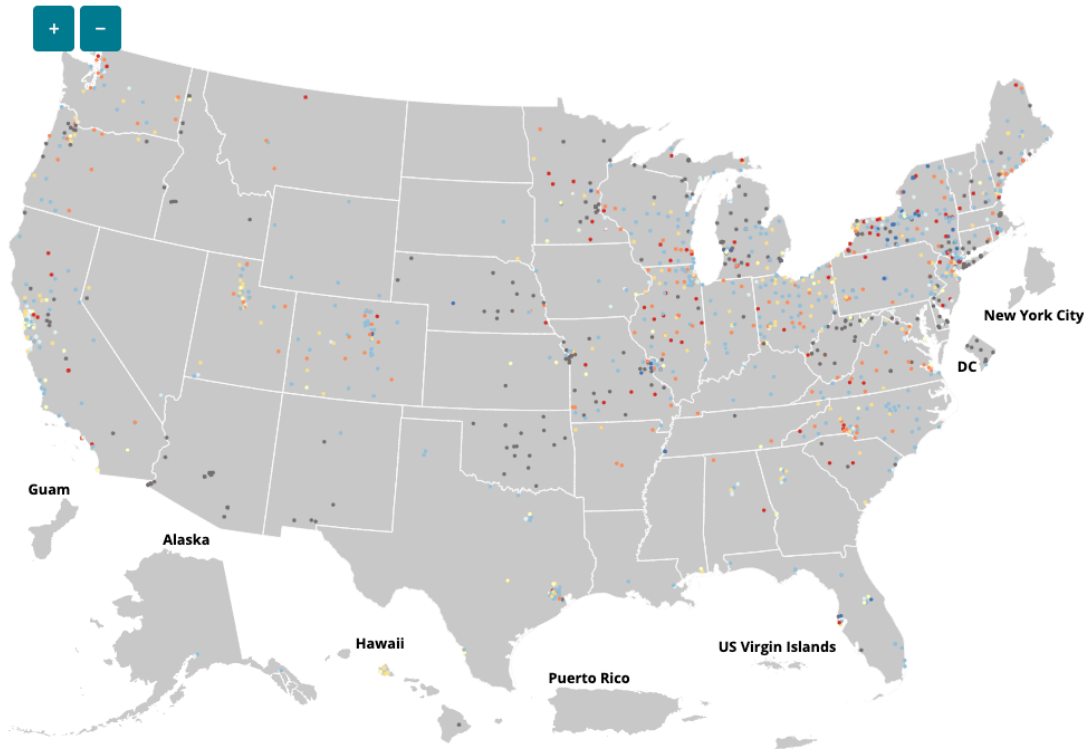 + −
New York City
DC
Guam
Alaska
Hawaii
US Virgin Islands
Puerto Rico